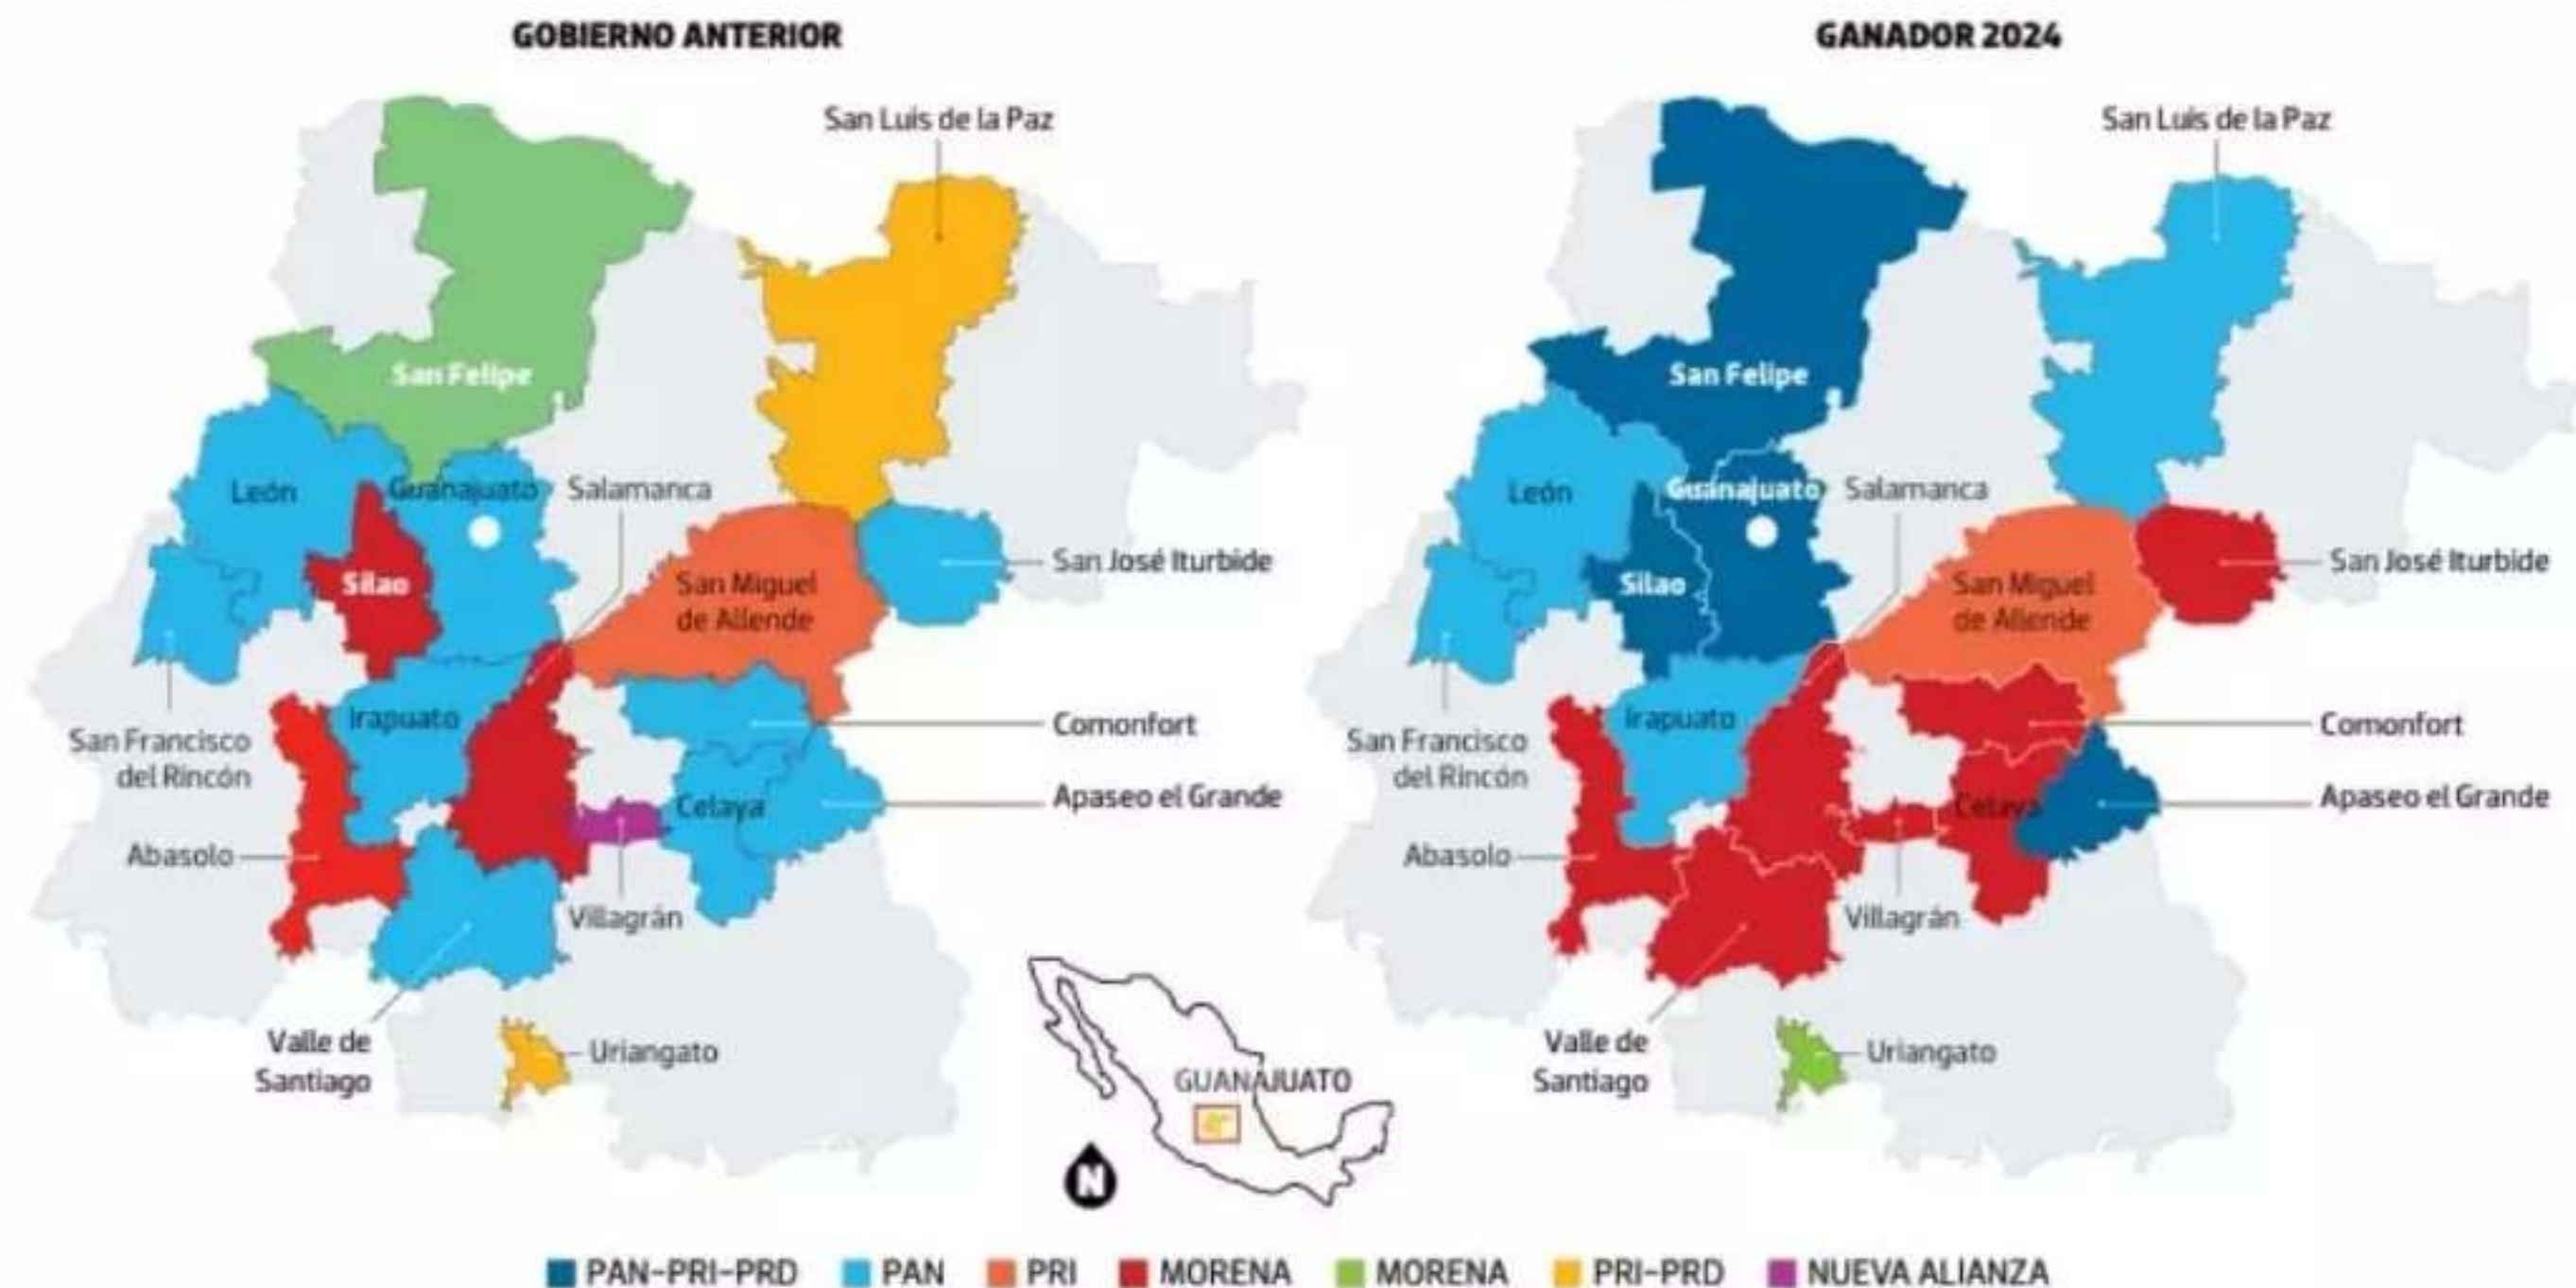 GOBIERNO ANTERIOR
San Luis de la Paz
San Felipe
León
Guanajuato
Salamanca
Silao
San Miguel
de Allende
San José Iturbide
Irapuato
San Francisco
del Rincón
Comonfort
Celaya
Apaseo el Grande
Abasolo
Villagrán
Valle de
Santiago
Uriangato
GANADOR 2024
San Luis de la Paz
San Felipe
León
Guanajuato
Salamanca
Silao
San Miguel
de Allende
San José Iturbide
Irapuato
San Francisco
del Rincón
Comonfort
Celaya
Apaseo el Grande
Abasolo
Villagrán
Valle de
Santiago
Uriangato
GUANAJUATO
N
PAN-PRI-PRD PAN PRI MORENA MORENA PRI-PRD NUEVA ALIANZA